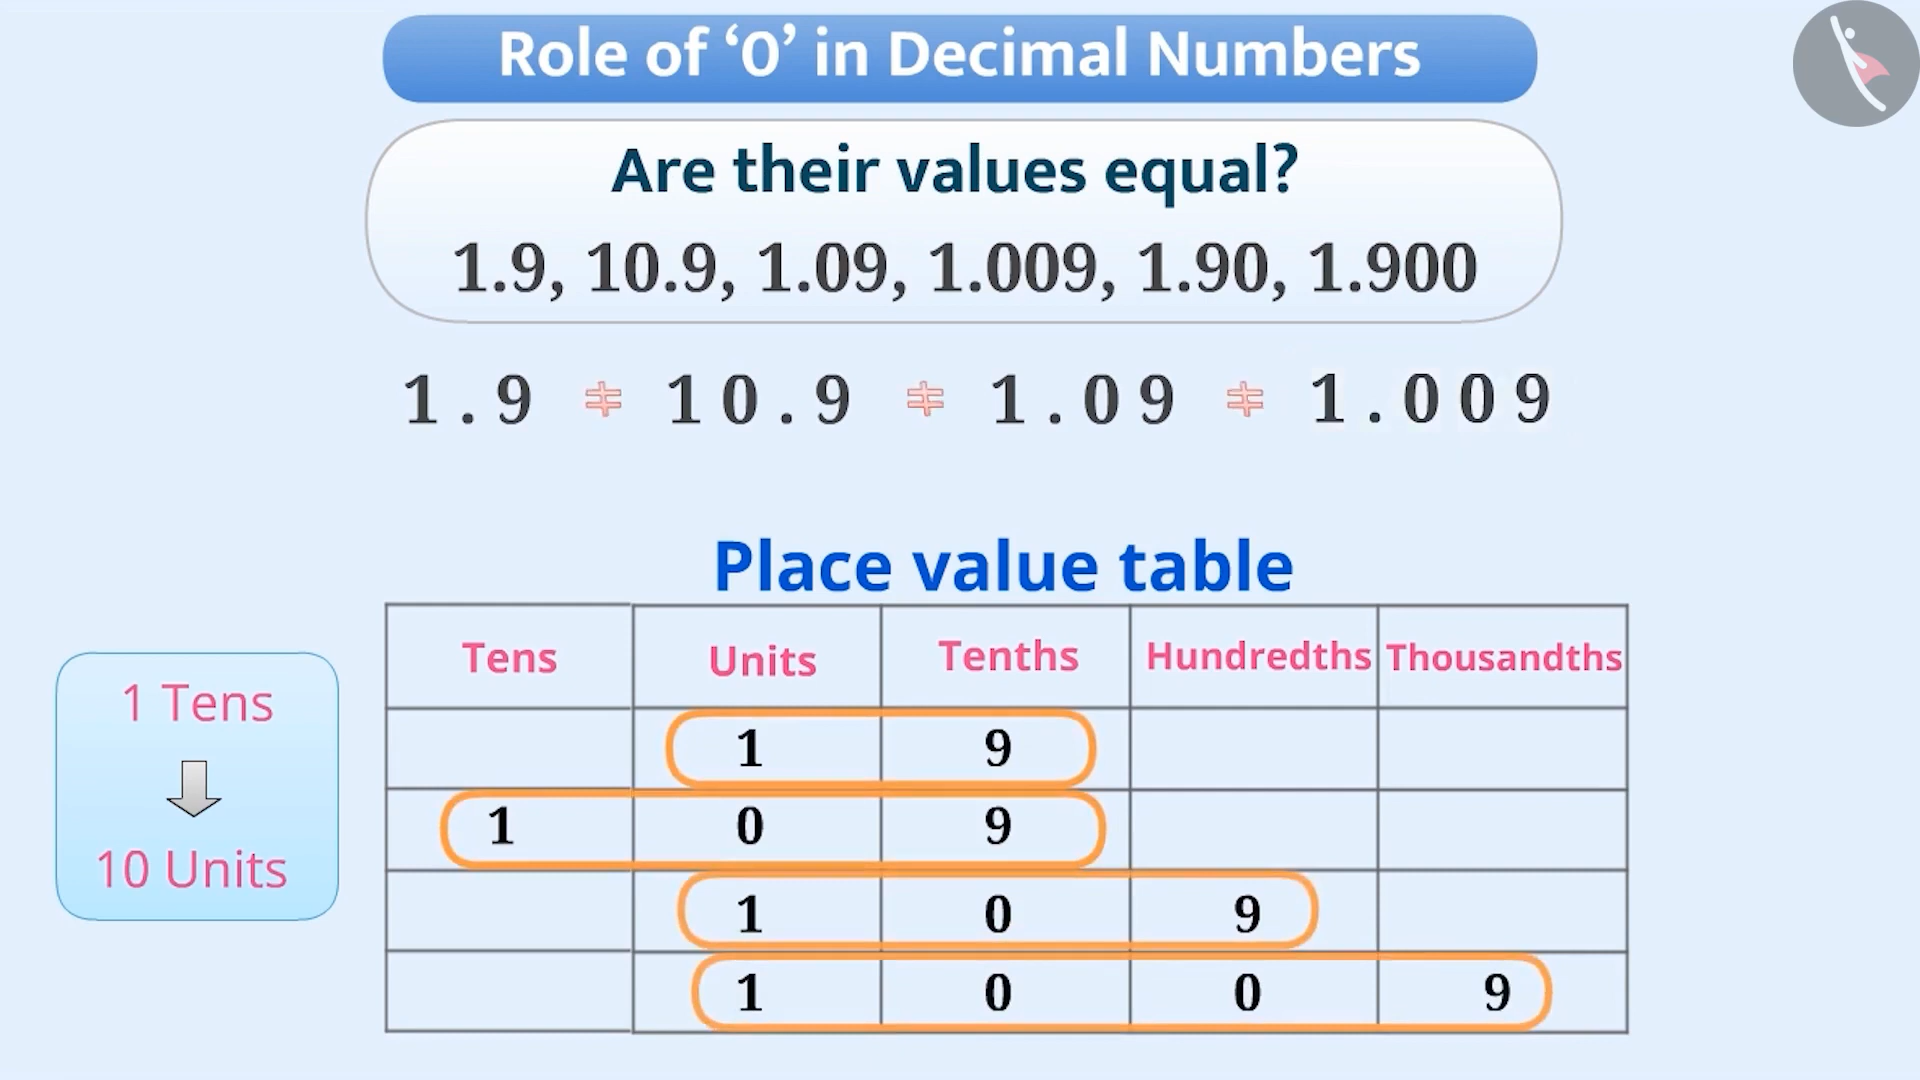 Role of ‘0’ in Decimal Numbers
Are their values equal?
1.9, 10.9, 1.09, 1.009, 1.90, 1.900
1.9 ≠ 10.9 ≠ 1.09 ≠ 1.009
Place value table
Tens Units Tenths Hundredths Thousandths
1 9
1 0 9
1 0 9
1 0 0 9
1 Tens
10 Units